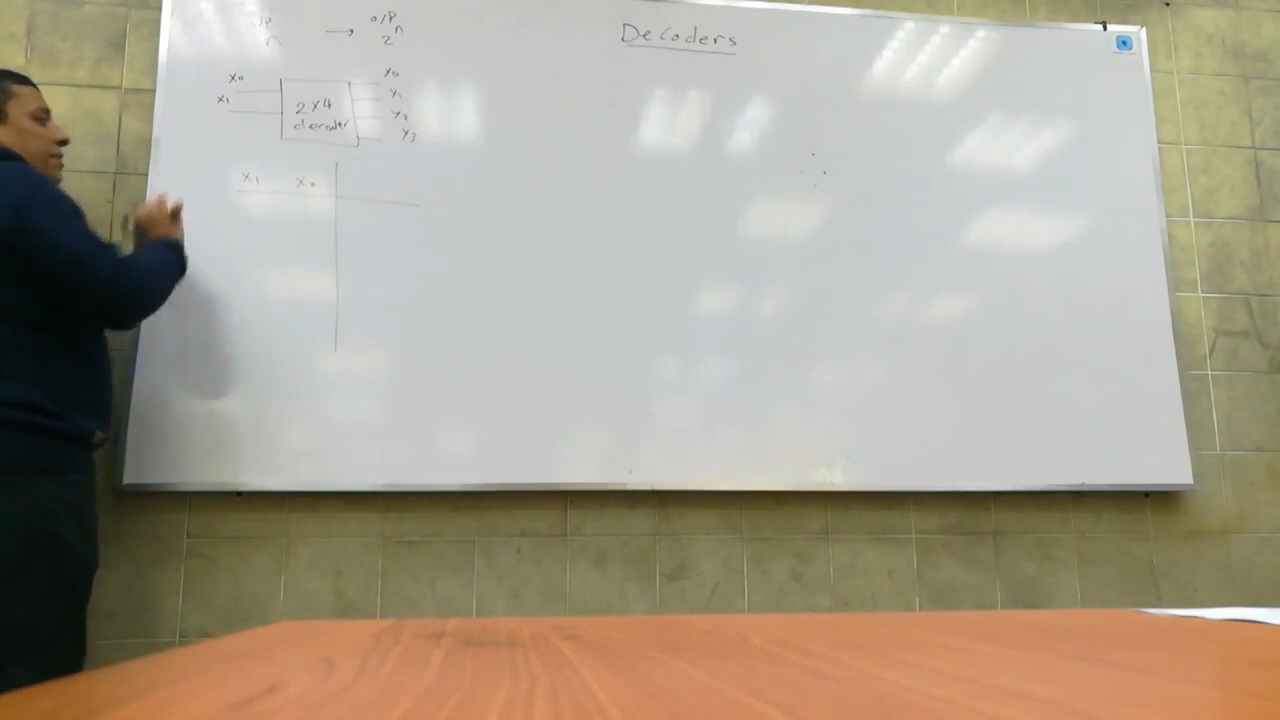 Decoders
I/P → O/P
n 2^n
x0 y0
x1 y1
2x4 y2
decoder y3
x1 x0